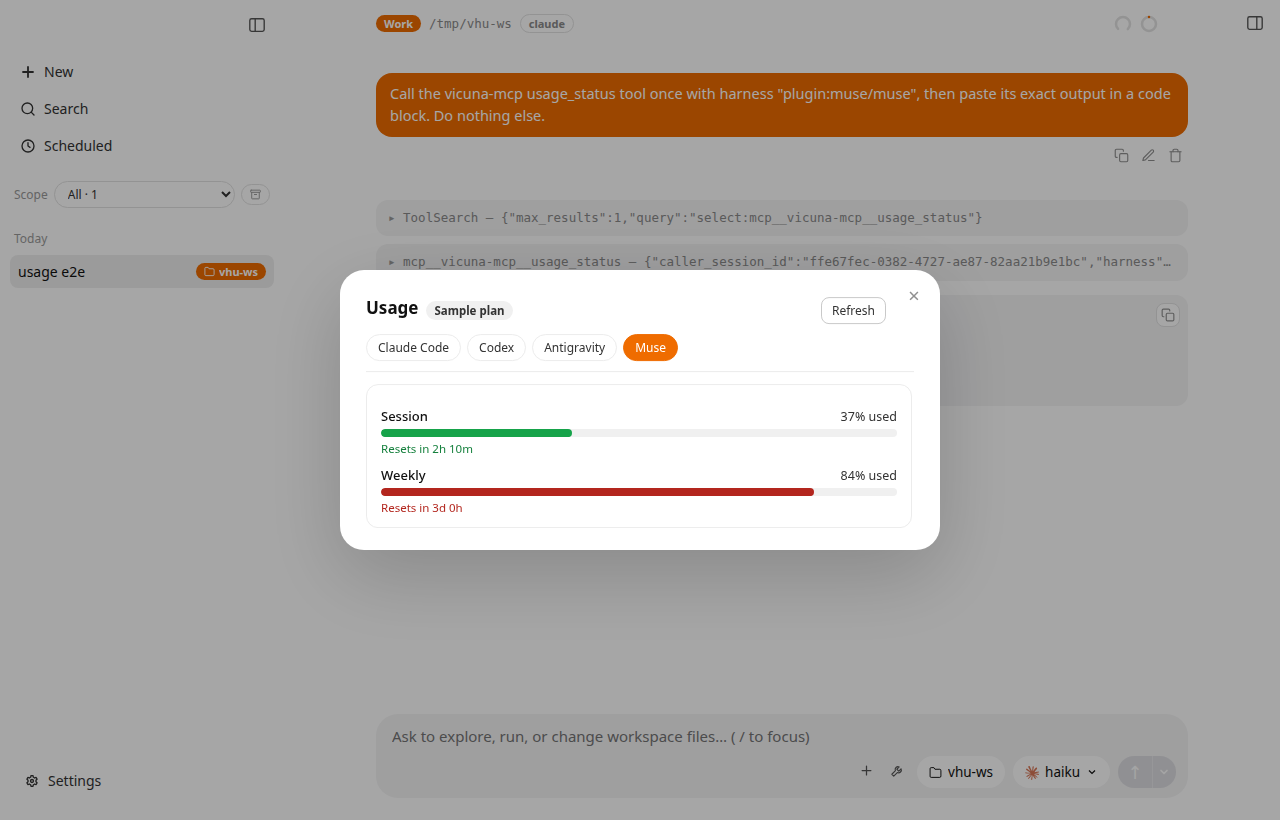 Work /tmp/vhu-ws claude
New
Search
Scheduled
Scope All · 1
Today
usage e2e vhu-ws
Call the vicuna-mcp usage_status tool once with harness "plugin:muse/muse", then paste its exact output in a code
block. Do nothing else.
▸ ToolSearch — {"max_results":1,"query":"select:mcp__vicuna-mcp__usage_status"}
▸ mcp__vicuna-mcp__usage_status — {"caller_session_id":"ffe67fec-0382-4727-ae87-82aa21b9e1bc","harness"…
Usage Sample plan Refresh ×
Claude Code Codex Antigravity Muse
Session 37% used
Resets in 2h 10m
Weekly 84% used
Resets in 3d 0h
Ask to explore, run, or change workspace files... ( / to focus)
vhu-ws haiku
Settings